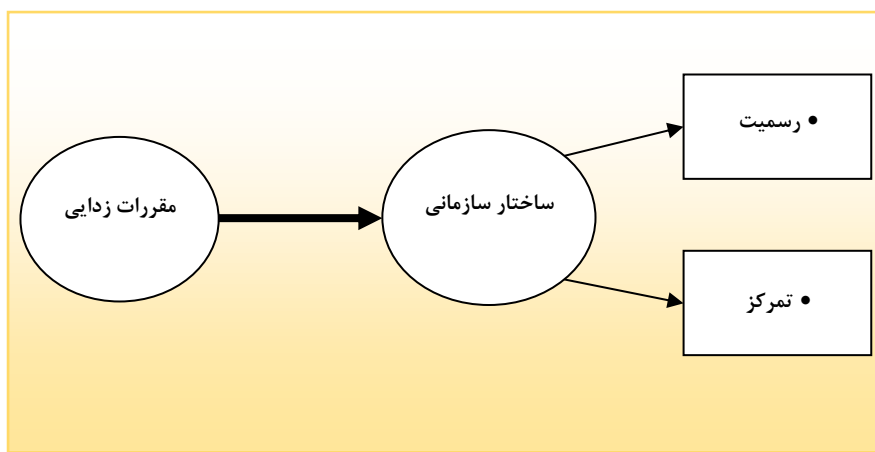 • رسمیت
ساختار سازمانی
مقررات زدایی
• تمرکز